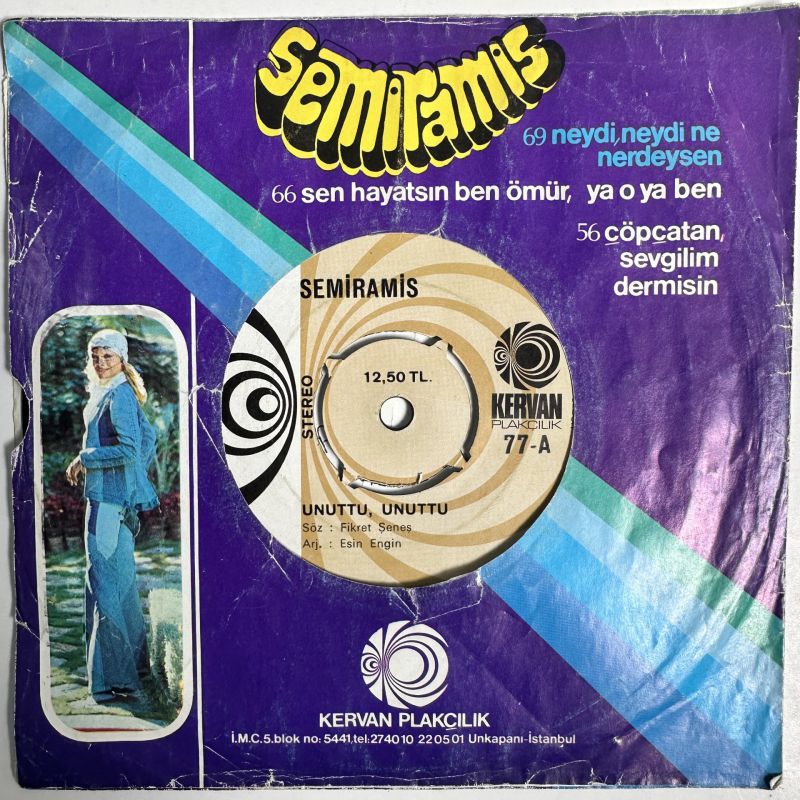 semiramis
69 neydi, neydi ne
nerdeysen
66 sen hayatsın ben ömür, ya o ya ben
56 çöpçatan,
sevgilim
dermisin
SEMİRAMİS
12,50 TL.
STEREO
KERVAN
PLAKÇILIK
77-A
UNUTTU, UNUTTU
Söz : Fikret Şeneş
Arj. : Esin Engin
KERVAN PLAKÇILIK
İ.M.C.5.blok no: 5441,tel:274010 220501 Unkapanı-İstanbul